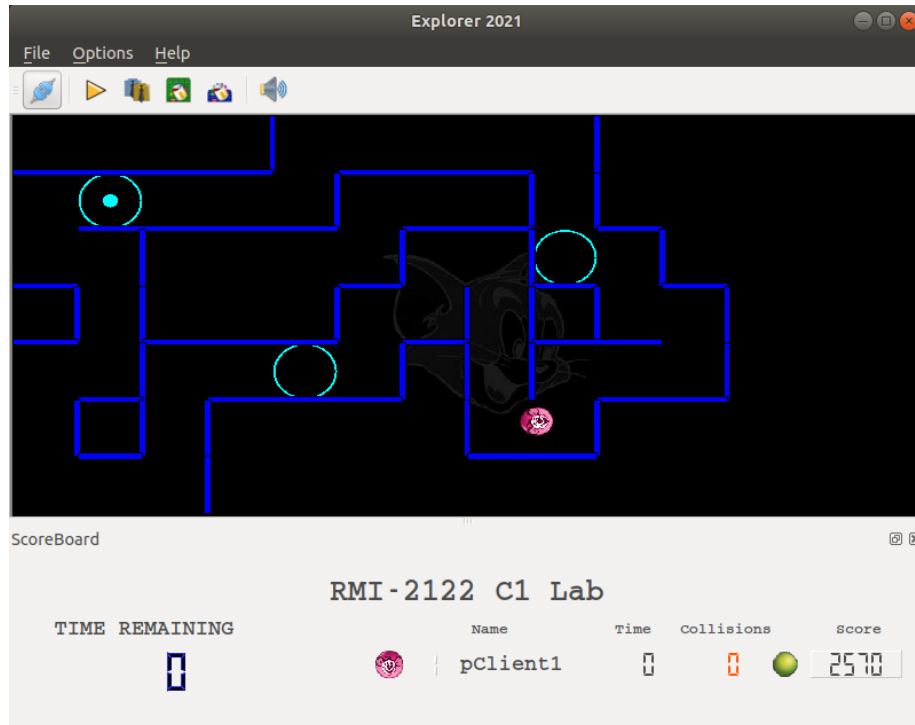 Explorer 2021
File Options Help
ScoreBoard
RMI-2122 C1 Lab
TIME REMAINING
Name Time Collisions Score
0
1 pClient1 0 0 2570